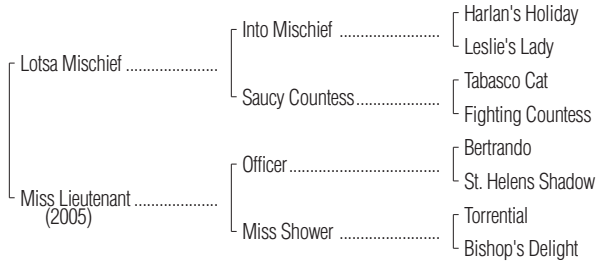 Harlan's Holiday
Into Mischief ........................
Leslie's Lady
Lotsa Mischief ......................
Tabasco Cat
Saucy Countess....................
Fighting Countess
Bertrando
Officer....................................
St. Helens Shadow
Miss Lieutenant ....................
(2005)
Torrential
Miss Shower ........................
Bishop's Delight